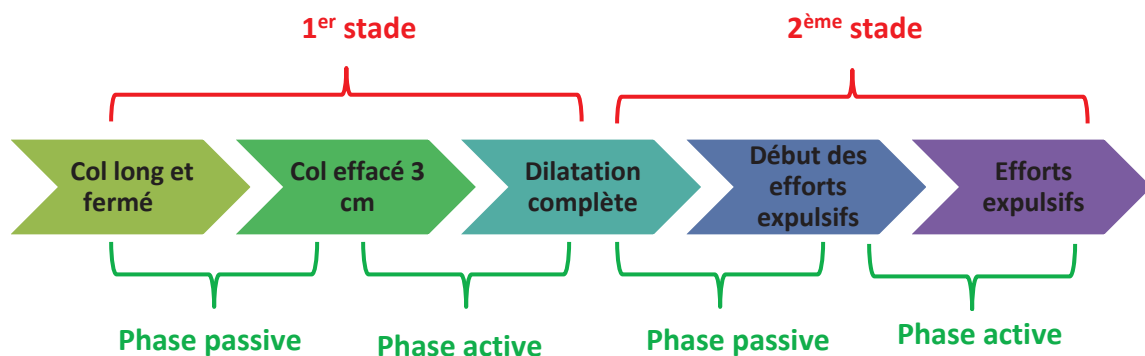 1er stade
2ème stade
Col long et
fermé
Col effacé 3
cm
Dilatation
complète
Début des
efforts
expulsifs
Efforts
expulsifs
Phase passive
Phase active
Phase passive
Phase active